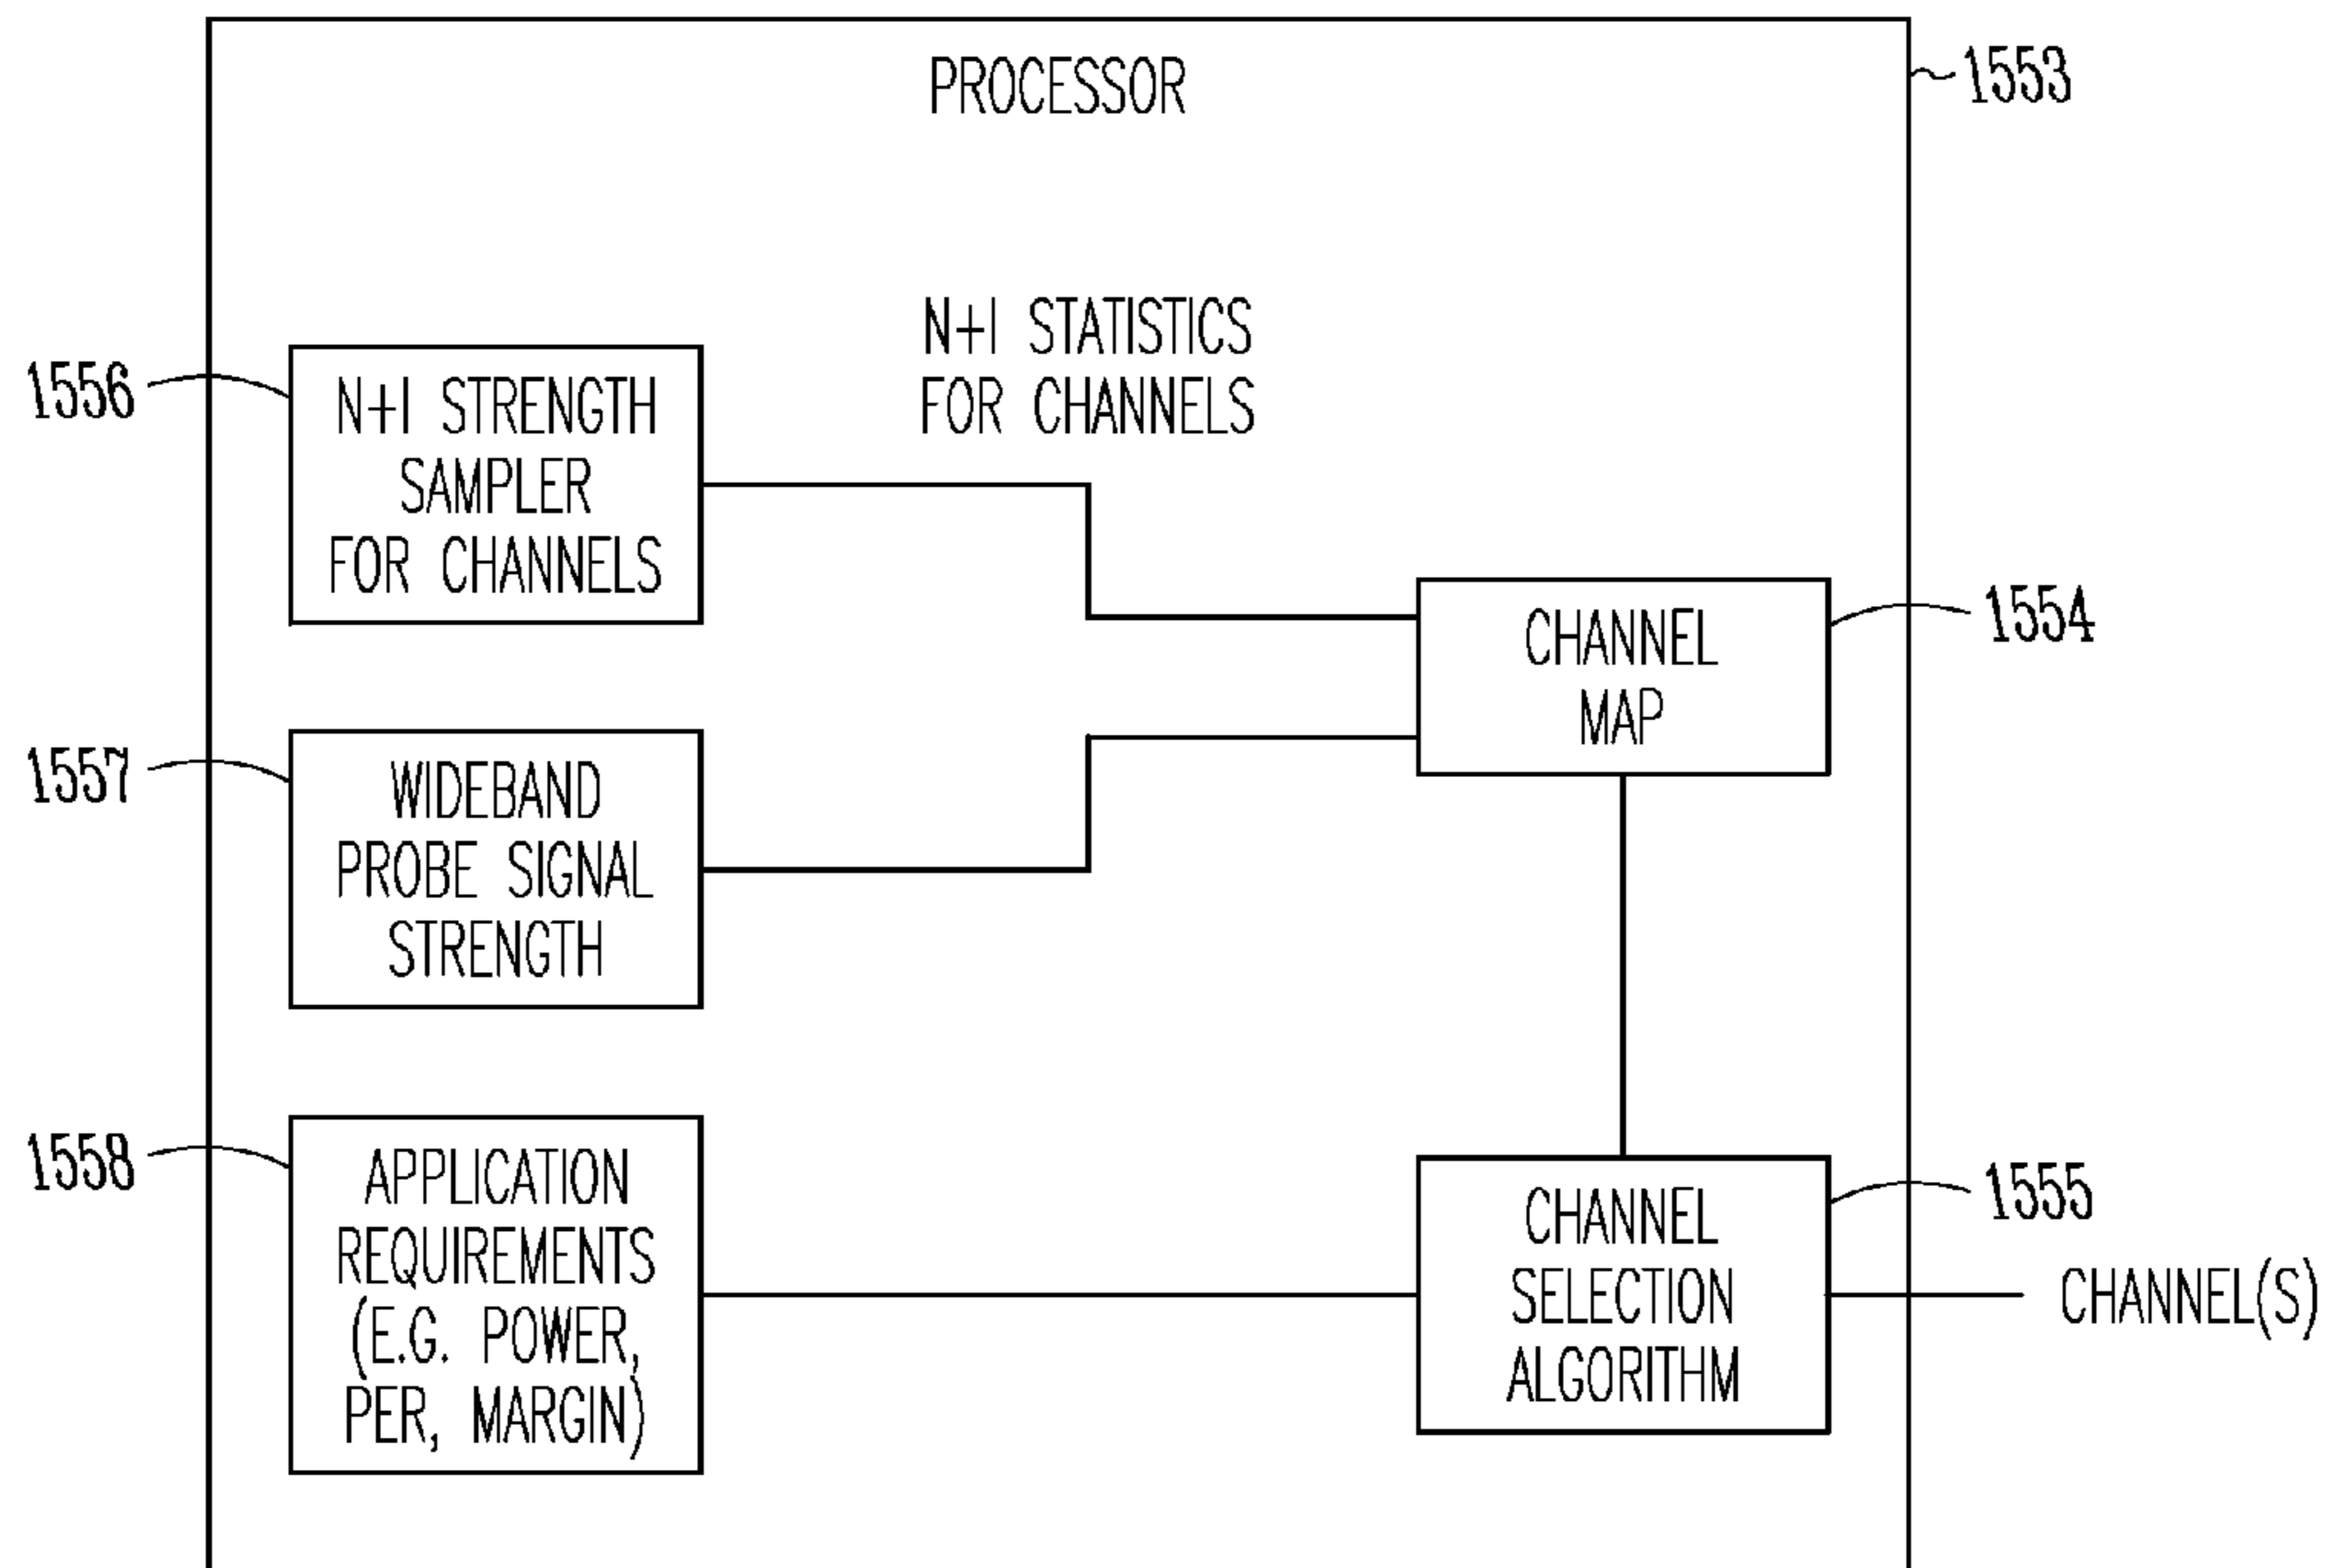 PROCESSOR
1553
N+I STATISTICS
FOR CHANNELS
1556
N+I STRENGTH
SAMPLER
FOR CHANNELS
1554
CHANNEL
MAP
1557
WIDEBAND
PROBE SIGNAL
STRENGTH
1558
APPLICATION
REQUIREMENTS
(E.G. POWER,
PER, MARGIN)
1555
CHANNEL
SELECTION
ALGORITHM
CHANNEL(S)